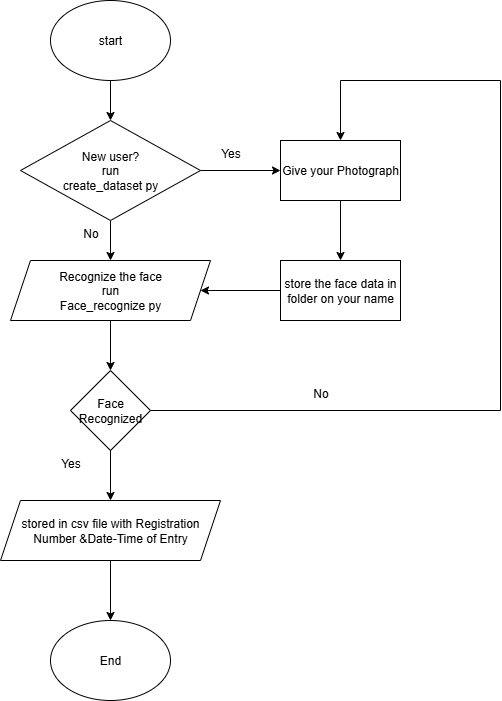 start
New user?
run
create_dataset py
Yes
Give your Photograph
No
Recognize the face
run
Face_recognize py
store the face data in
folder on your name
Face
Recognized
No
Yes
stored in csv file with Registration
Number &Date-Time of Entry
End